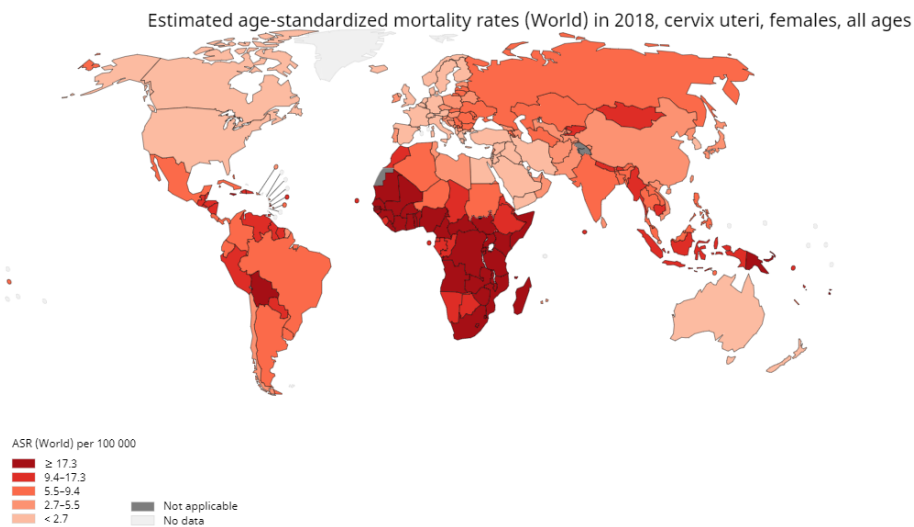 Estimated age-standardized mortality rates (World) in 2018, cervix uteri, females, all ages
ASR (World) per 100 000
≥ 17.3
9.4–17.3
5.5–9.4
2.7–5.5
< 2.7
Not applicable
No data